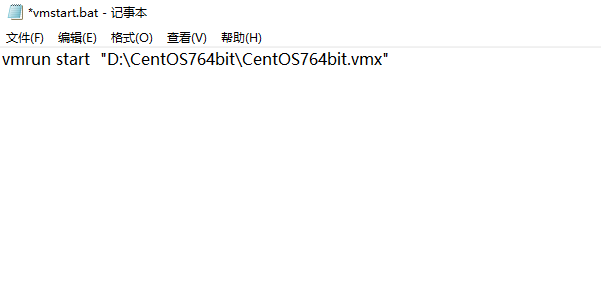 *vmstart.bat - 记事本
文件(F) 编辑(E) 格式(O) 查看(V) 帮助(H)
vmrun start  "D:\CentOS764bit\CentOS764bit.vmx"